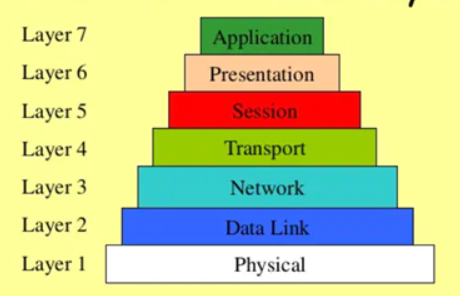 Layer 7 Application
Layer 6 Presentation
Layer 5 Session
Layer 4 Transport
Layer 3 Network
Layer 2 Data Link
Layer 1 Physical